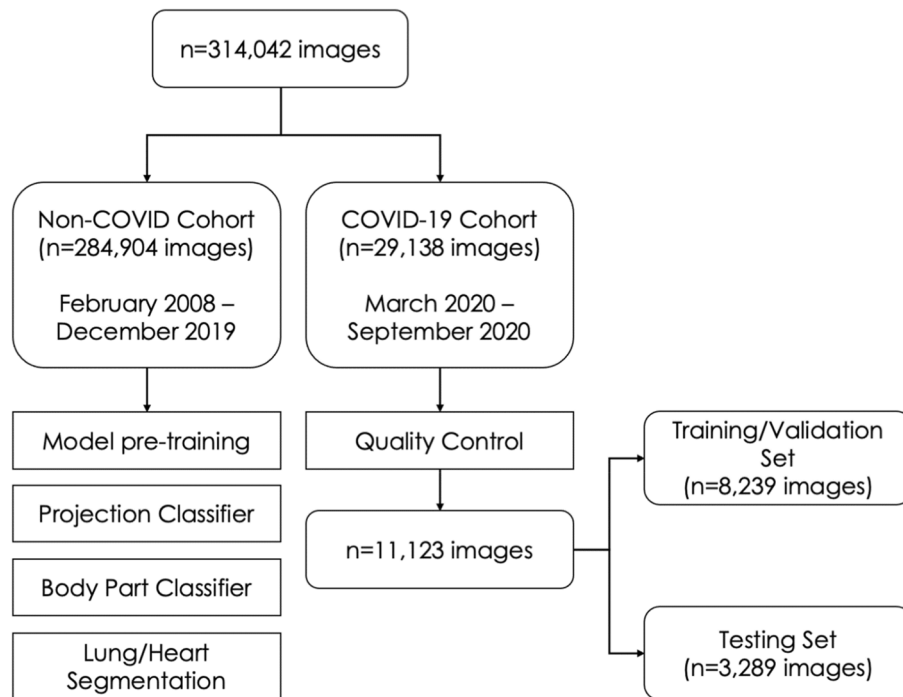 n=314,042 images
Non-COVID Cohort
(n=284,904 images)
February 2008 –
December 2019
COVID-19 Cohort
(n=29,138 images)
March 2020 –
September 2020
Model pre-training
Projection Classifier
Body Part Classifier
Lung/Heart
Segmentation
Quality Control
n=11,123 images
Training/Validation
Set
(n=8,239 images)
Testing Set
(n=3,289 images)